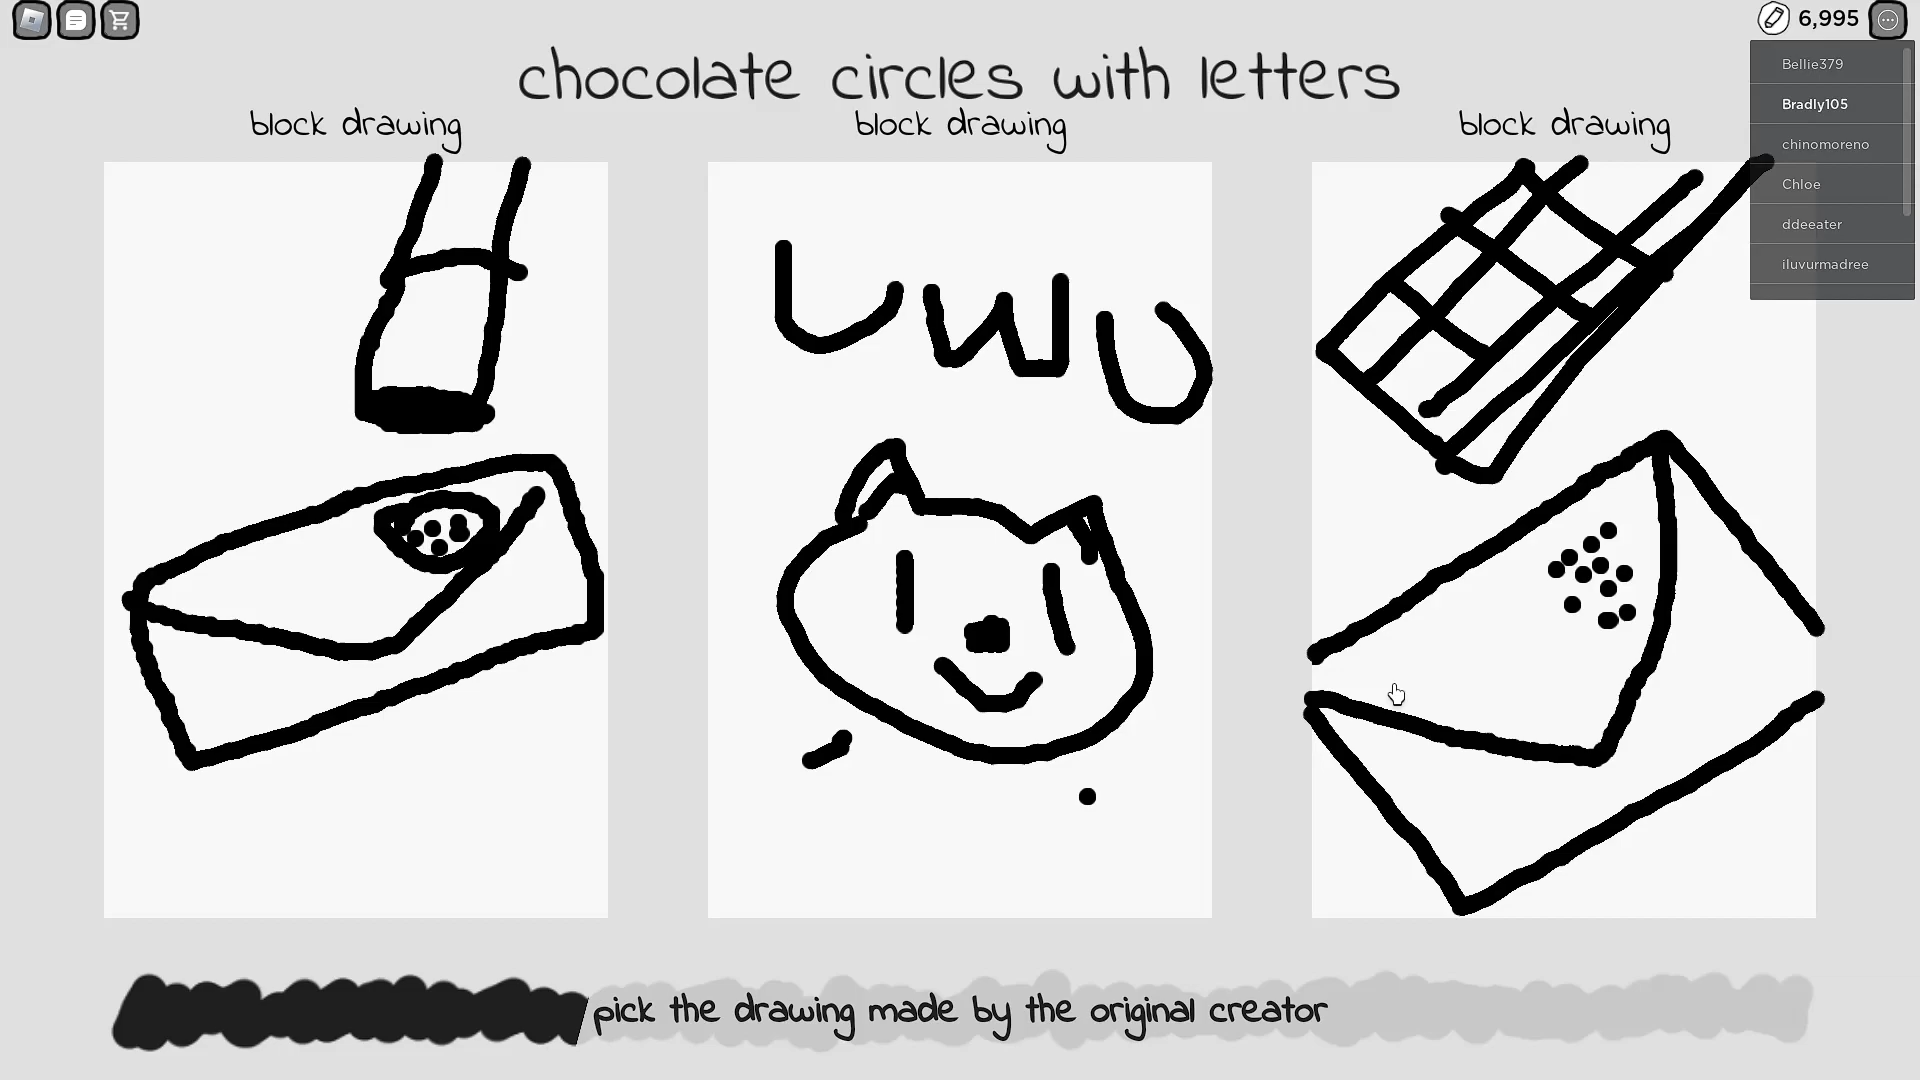 6,995
chocolate circles with letters
block drawing
block drawing
block drawing
Bellie379
Bradly105
chinomoreno
Chloe
ddeeater
iluvurmadree
UWU
pick the drawing made by the original creator